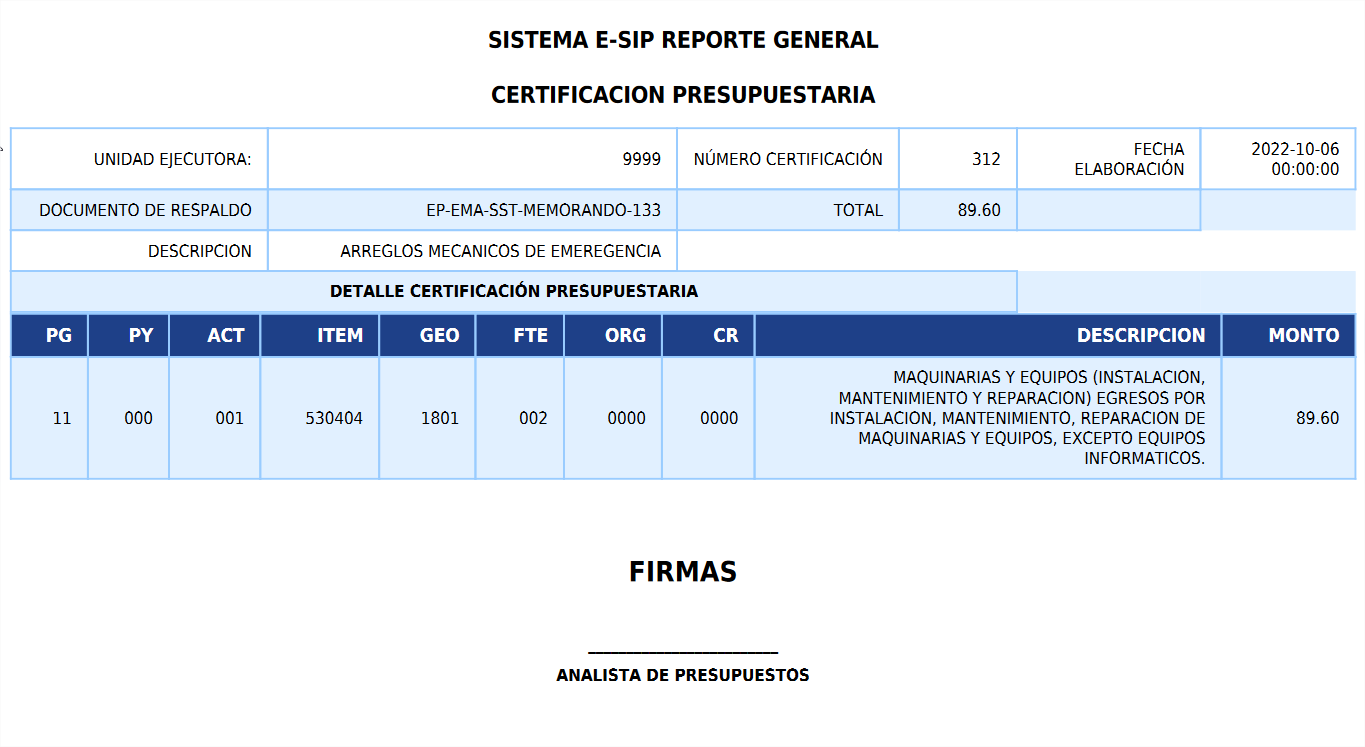 SISTEMA E-SIP REPORTE GENERAL
CERTIFICACION PRESUPUESTARIA
UNIDAD EJECUTORA: 9999 NÚMERO CERTIFICACIÓN 312 FECHA ELABORACIÓN 2022-10-06 00:00:00
DOCUMENTO DE RESPALDO EP-EMA-SST-MEMORANDO-133 TOTAL 89.60
DESCRIPCION ARREGLOS MECANICOS DE EMEREGENCIA
DETALLE CERTIFICACIÓN PRESUPUESTARIA
PG PY ACT ITEM GEO FTE ORG CR DESCRIPCION MONTO
11 000 001 530404 1801 002 0000 0000
MAQUINARIAS Y EQUIPOS (INSTALACION,
MANTENIMIENTO Y REPARACION) EGRESOS POR
INSTALACION, MANTENIMIENTO, REPARACION DE
MAQUINARIAS Y EQUIPOS, EXCEPTO EQUIPOS
INFORMATICOS.
89.60
FIRMAS
ANALISTA DE PRESUPUESTOS